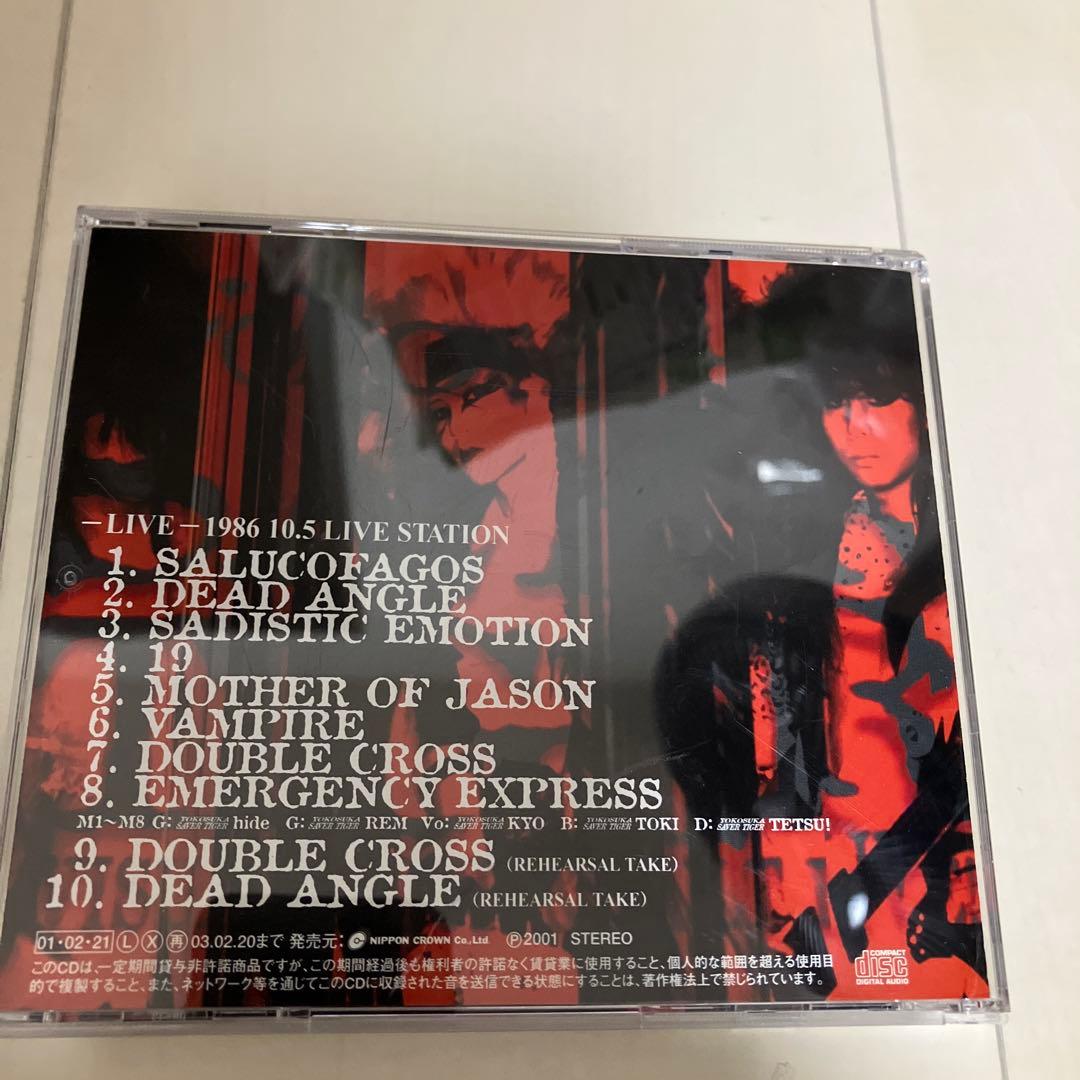 -LIVE-1986 10.5 LIVE STATION
1. SALUCOFAGOS
2. DEAD ANGLE
3. SADISTIC EMOTION
4. 19
5. MOTHER OF JASON
6. VAMPIRE
7. DOUBLE CROSS
8. EMERGENCY EXPRESS
M1~M8 G: YOKOSUKA SAVER TIGER hide G: YOKOSUKA SAVER TIGER REM Vo: YOKOSUKA SAVER TIGER KYO B: YOKOSUKA SAVER TIGER TOKI D: YOKOSUKA SAVER TIGER TETSU!
9. DOUBLE CROSS (REHEARSAL TAKE)
10. DEAD ANGLE (REHEARSAL TAKE)
01・02・21 L X 再 03.02.20まで 発売元: NIPPON CROWN Co., Ltd. ℗2001 STEREO
このCDは、一定期間貸与非許諾商品ですが、この期間経過後も権利者の許諾なく賃貸業に使用すること、個人的な範囲を超える使用目
的で複製すること、また、ネットワーク等を通じてこのCDに収録された音を送信できる状態にすることは、著作権法上で禁じられています。
COMPACT
disc
DIGITAL AUDIO